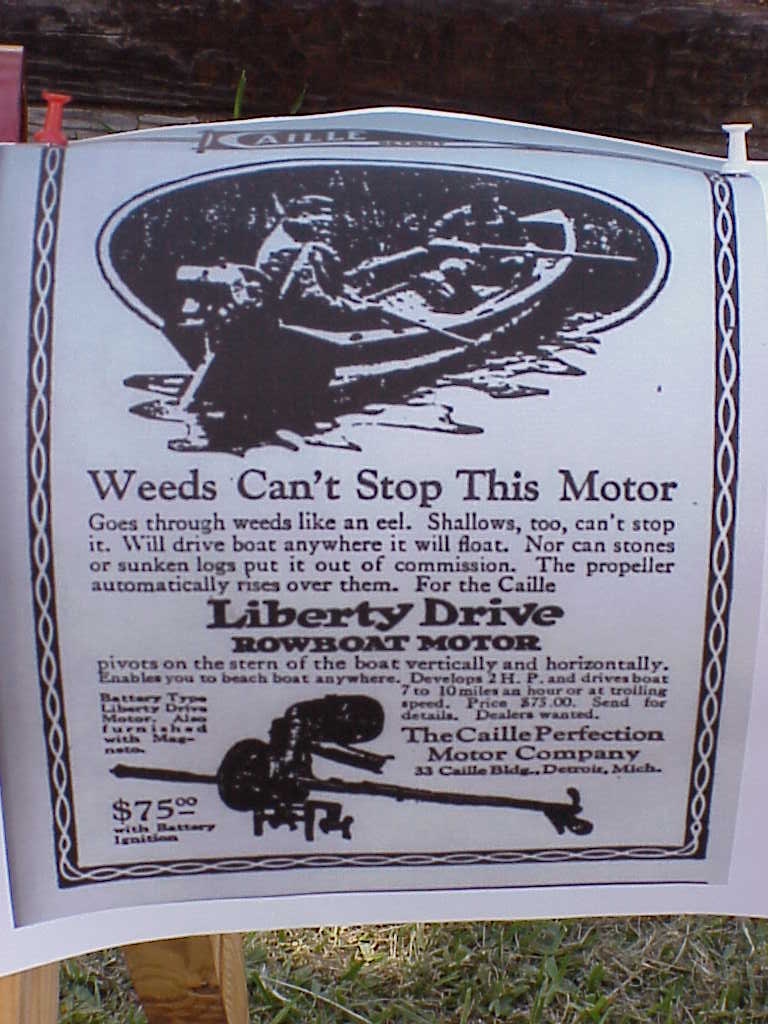 CAILLE
DETROIT
Weeds Can't Stop This Motor
Goes through weeds like an eel. Shallows, too, can't stop
it. Will drive boat anywhere it will float. Nor can stones
or sunken logs put it out of commission. The propeller
automatically rises over them. For the Caille
Liberty Drive
ROWBOAT MOTOR
pivots on the stern of the boat vertically and horizontally.
Enables you to beach boat anywhere. Develops 2 H. P. and drives boat
7 to 10 miles an hour or at trolling
speed. Price $75.00. Send for
details. Dealers wanted.
The Caille Perfection
Motor Company
33 Caille Bldg., Detroit, Mich.
Battery Type
Liberty Drive
Motor. Also
furnished
with Mag-
neto.
$75 00
with Battery
Ignition